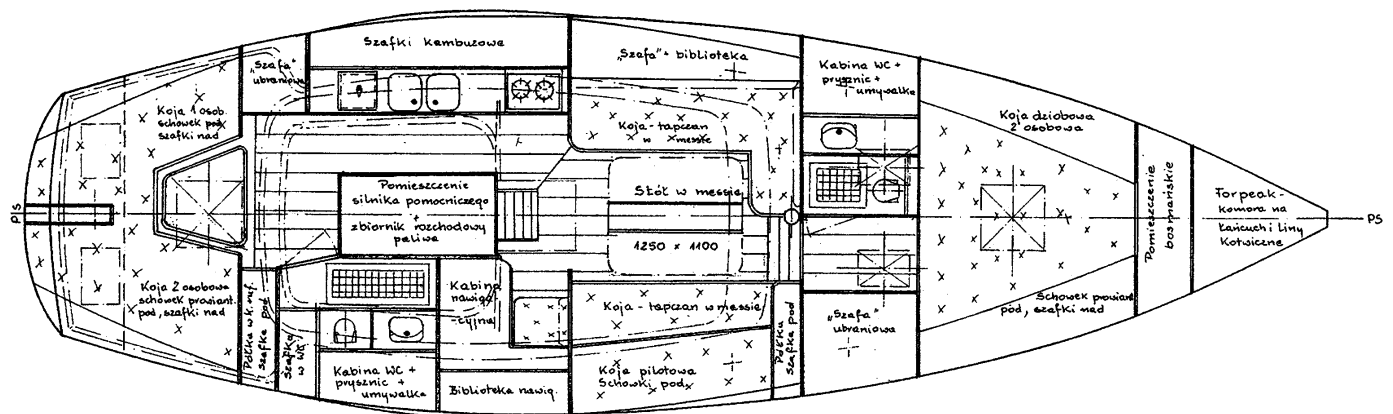 Szafki kambuzowe
„Szafa"
ubraniowa
„Szafa" + biblioteka
Kabina WC +
prysznic +
umywalka
Koja 1 osob.
schowek pod
szafki nad
Koja - tapczan
w messie
Koja dziobowa
2 osobowa
Pomieszczenie
silnika pomocniczego
+
zbiornik rozchodowy
paliwa
Stół w messie
1250 x 1100
PS
PS
Pomieszczenie
bosmańskie
Forpeak -
komora na
Łańcuch i Liny
Kotwiczne
Koja 2 osobowa
schówek prowiant.
pod, szafki nad
Półka w k. ruf.
szafka pod
Szafka
w WC
Kabina
nawiga
-cyjna
Koja - tapczan w messie
Półka
szafka pod
„Szafa"
ubraniowa
Schowek prowiant
pod, szafki nad
Kabina WC +
prysznic +
umywalka
Biblioteka nawig.
Koja pilotowa
Schowki pod